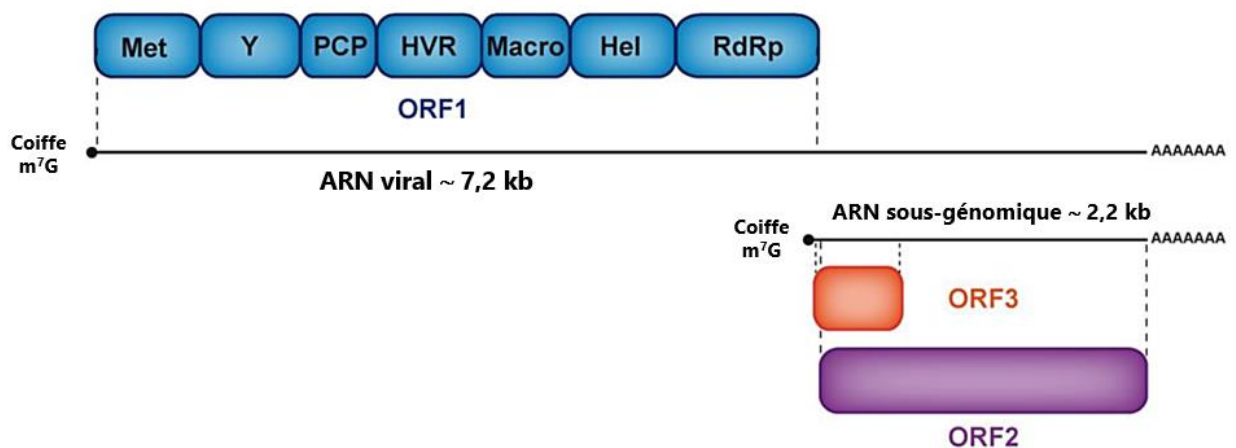 Met Y PCP HVR Macro Hel RdRp
ORF1
Coiffe
m⁷G
AAAAAAA
ARN viral ~ 7,2 kb
ARN sous-génomique ~ 2,2 kb
Coiffe
m⁷G
AAAAAAA
ORF3
ORF2